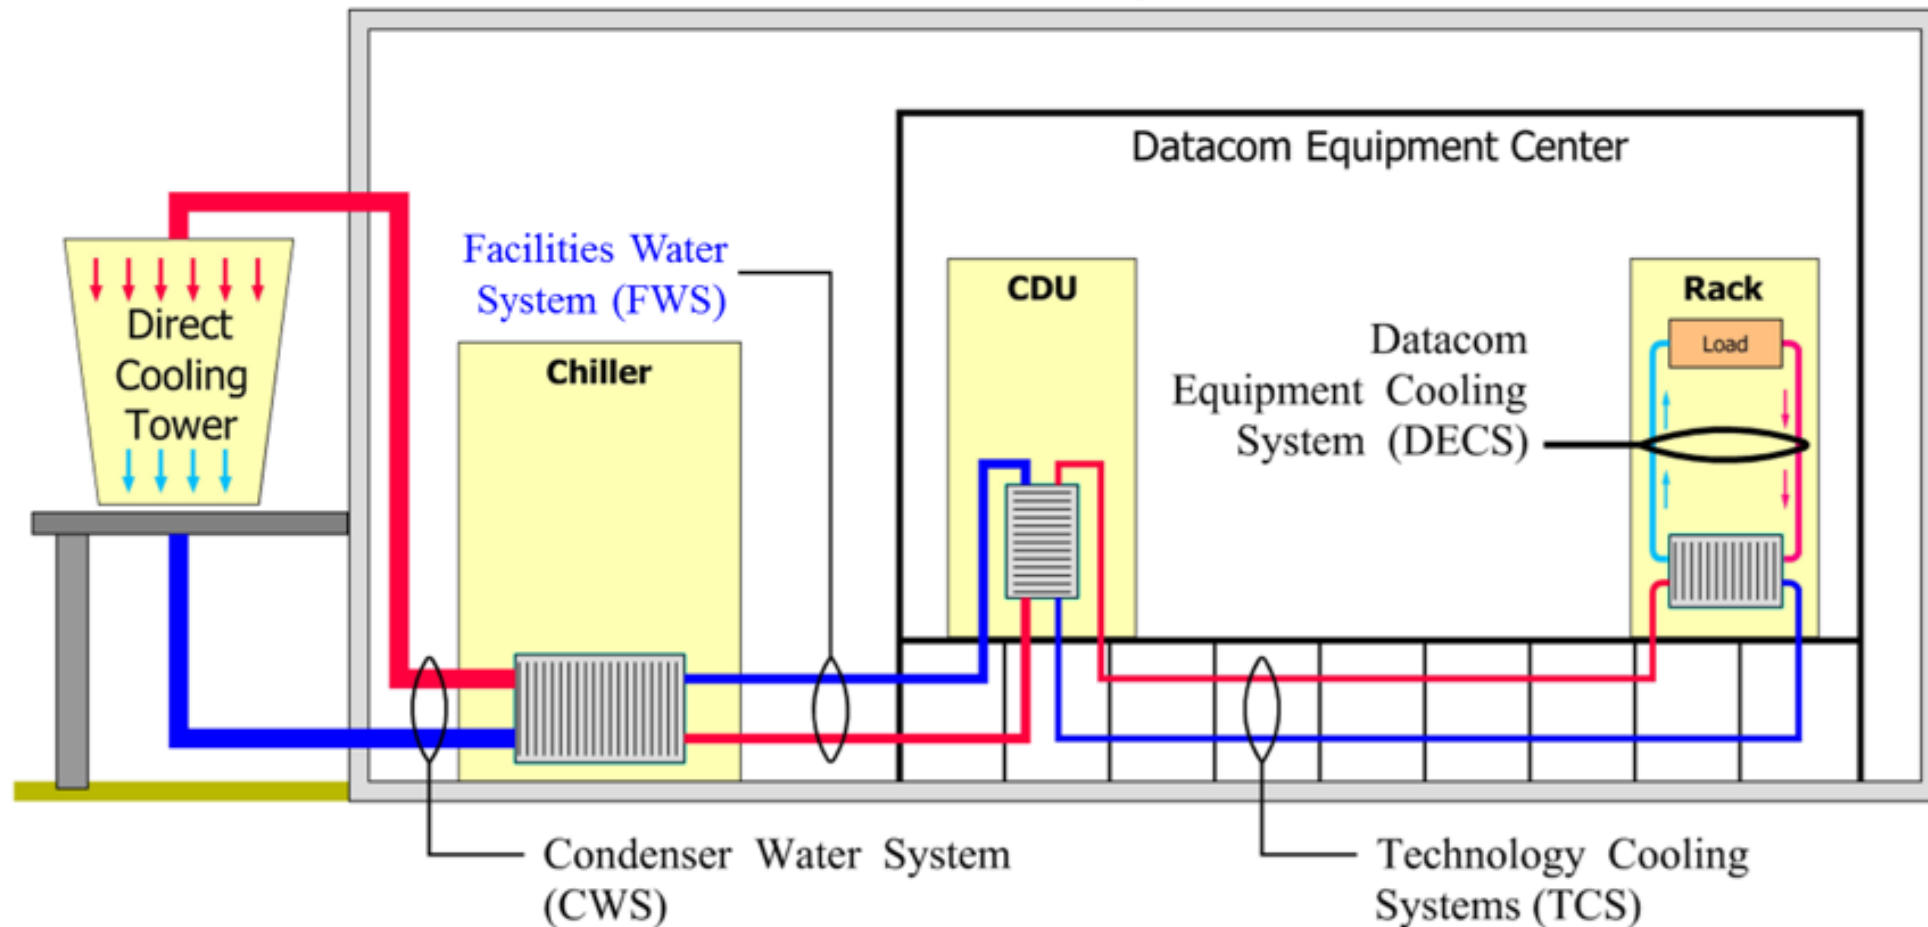 Datacom Equipment Center
Facilities Water
System (FWS)
Direct
Cooling
Tower
Chiller
CDU
Rack
Load
Datacom
Equipment Cooling
System (DECS)
Condenser Water System
(CWS)
Technology Cooling
Systems (TCS)